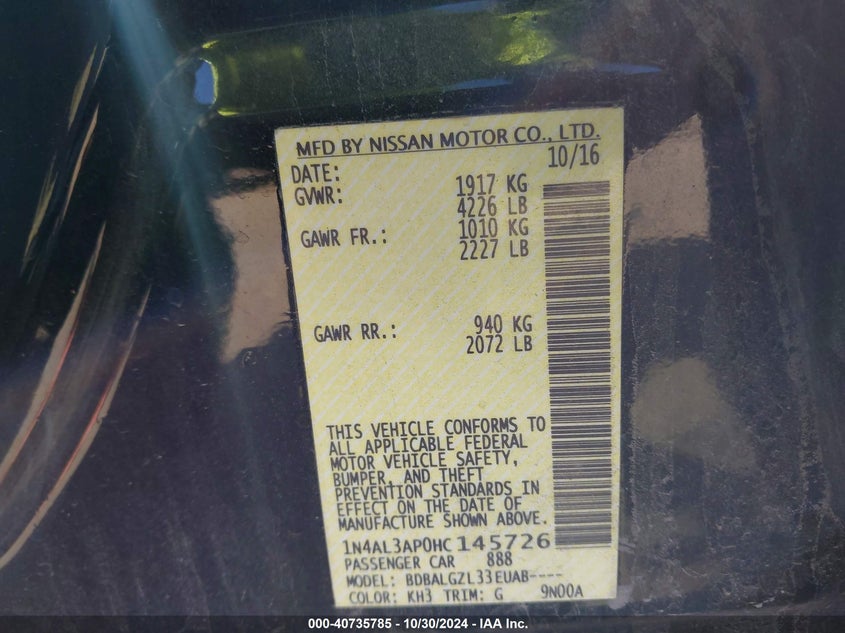 MFD BY NISSAN MOTOR CO., LTD.
DATE: 10/16
GVWR: 1917 KG
4226 LB
GAWR FR.: 1010 KG
2227 LB
GAWR RR.: 940 KG
2072 LB
THIS VEHICLE CONFORMS TO
ALL APPLICABLE FEDERAL
MOTOR VEHICLE SAFETY,
BUMPER, AND THEFT
PREVENTION STANDARDS IN
EFFECT ON THE DATE OF
MANUFACTURE SHOWN ABOVE.
1N4AL3AP0HC145726
PASSENGER CAR 888
MODEL: BDBALGZL33EUAB----
COLOR: KH3 TRIM: G 9N00A
000-40735785 - 10/30/2024 - IAA Inc.